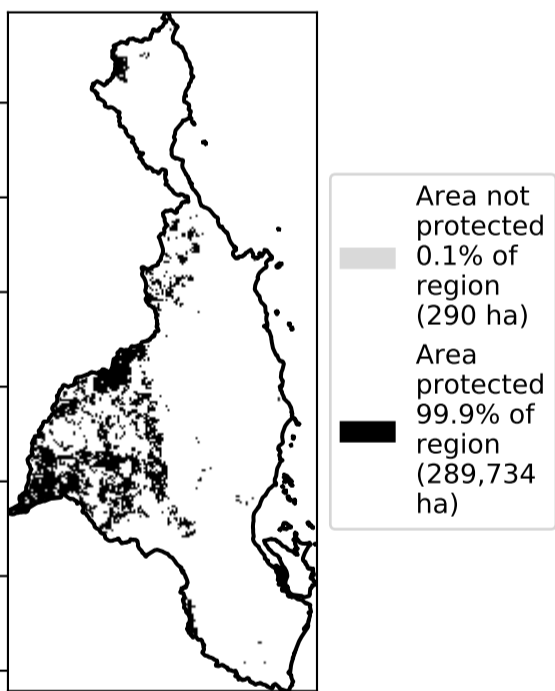 Area not
protected
0.1% of
region
(290 ha)
Area
protected
99.9% of
region
(289,734
ha)